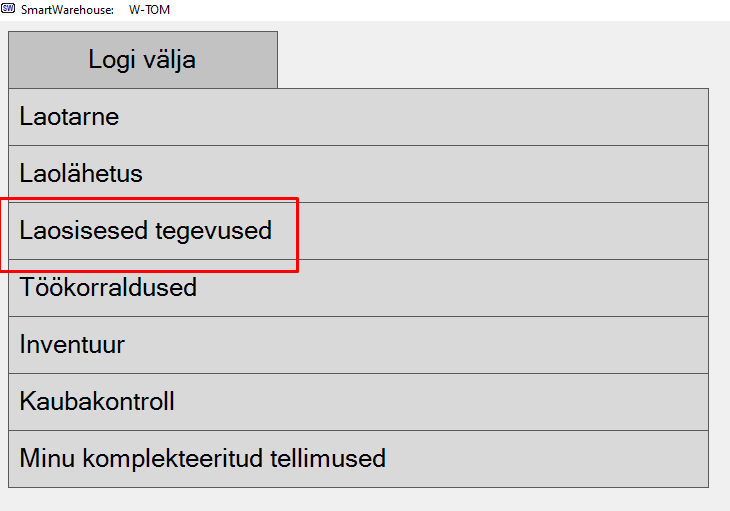 SW SmartWarehouse: W-TOM
Logi välja
Laotarne
Laolähetus
Laosisesed tegevused
Töökorraldused
Inventuur
Kaubakontroll
Minu komplekteeritud tellimused